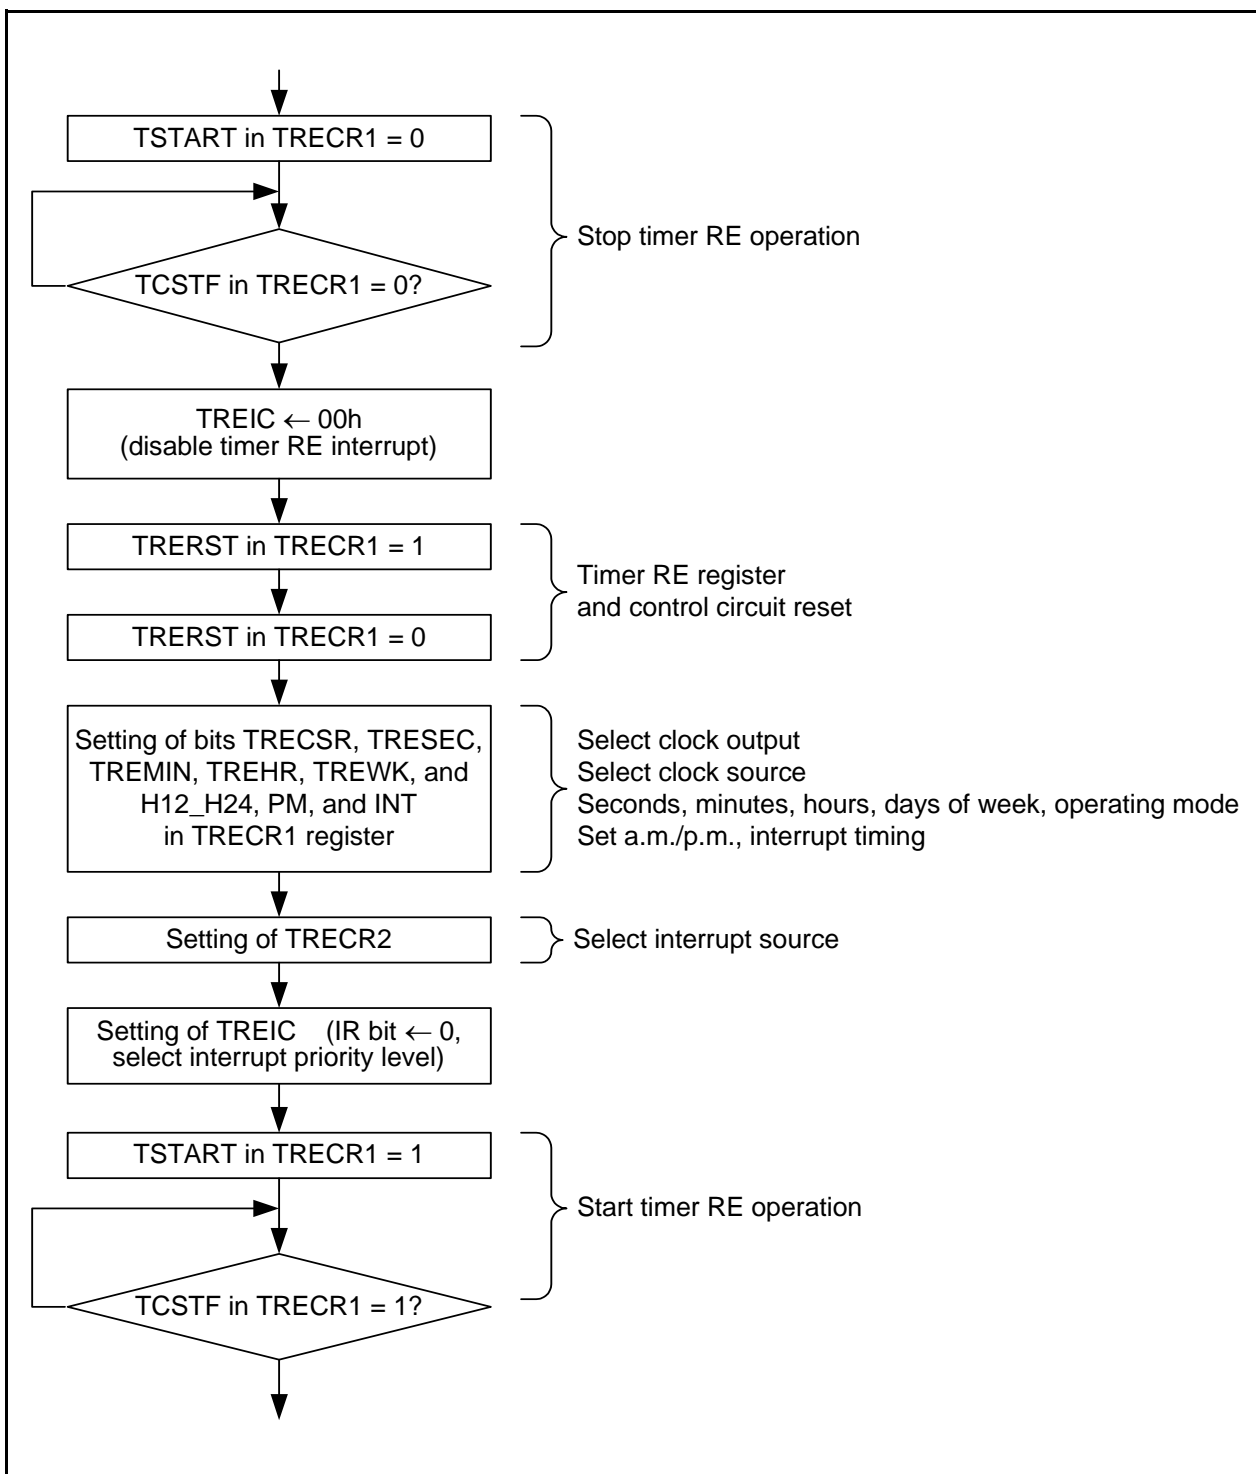 TSTART in TRECR1 = 0
TCSTF in TRECR1 = 0?
Stop timer RE operation
TREIC ← 00h
(disable timer RE interrupt)
TRERST in TRECR1 = 1
TRERST in TRECR1 = 0
Timer RE register
and control circuit reset
Setting of bits TRECSR, TRESEC,
TREMIN, TREHR, TREWK, and
H12_H24, PM, and INT
in TRECR1 register
Select clock output
Select clock source
Seconds, minutes, hours, days of week, operating mode
Set a.m./p.m., interrupt timing
Setting of TRECR2
Select interrupt source
Setting of TREIC (IR bit ← 0,
select interrupt priority level)
TSTART in TRECR1 = 1
TCSTF in TRECR1 = 1?
Start timer RE operation